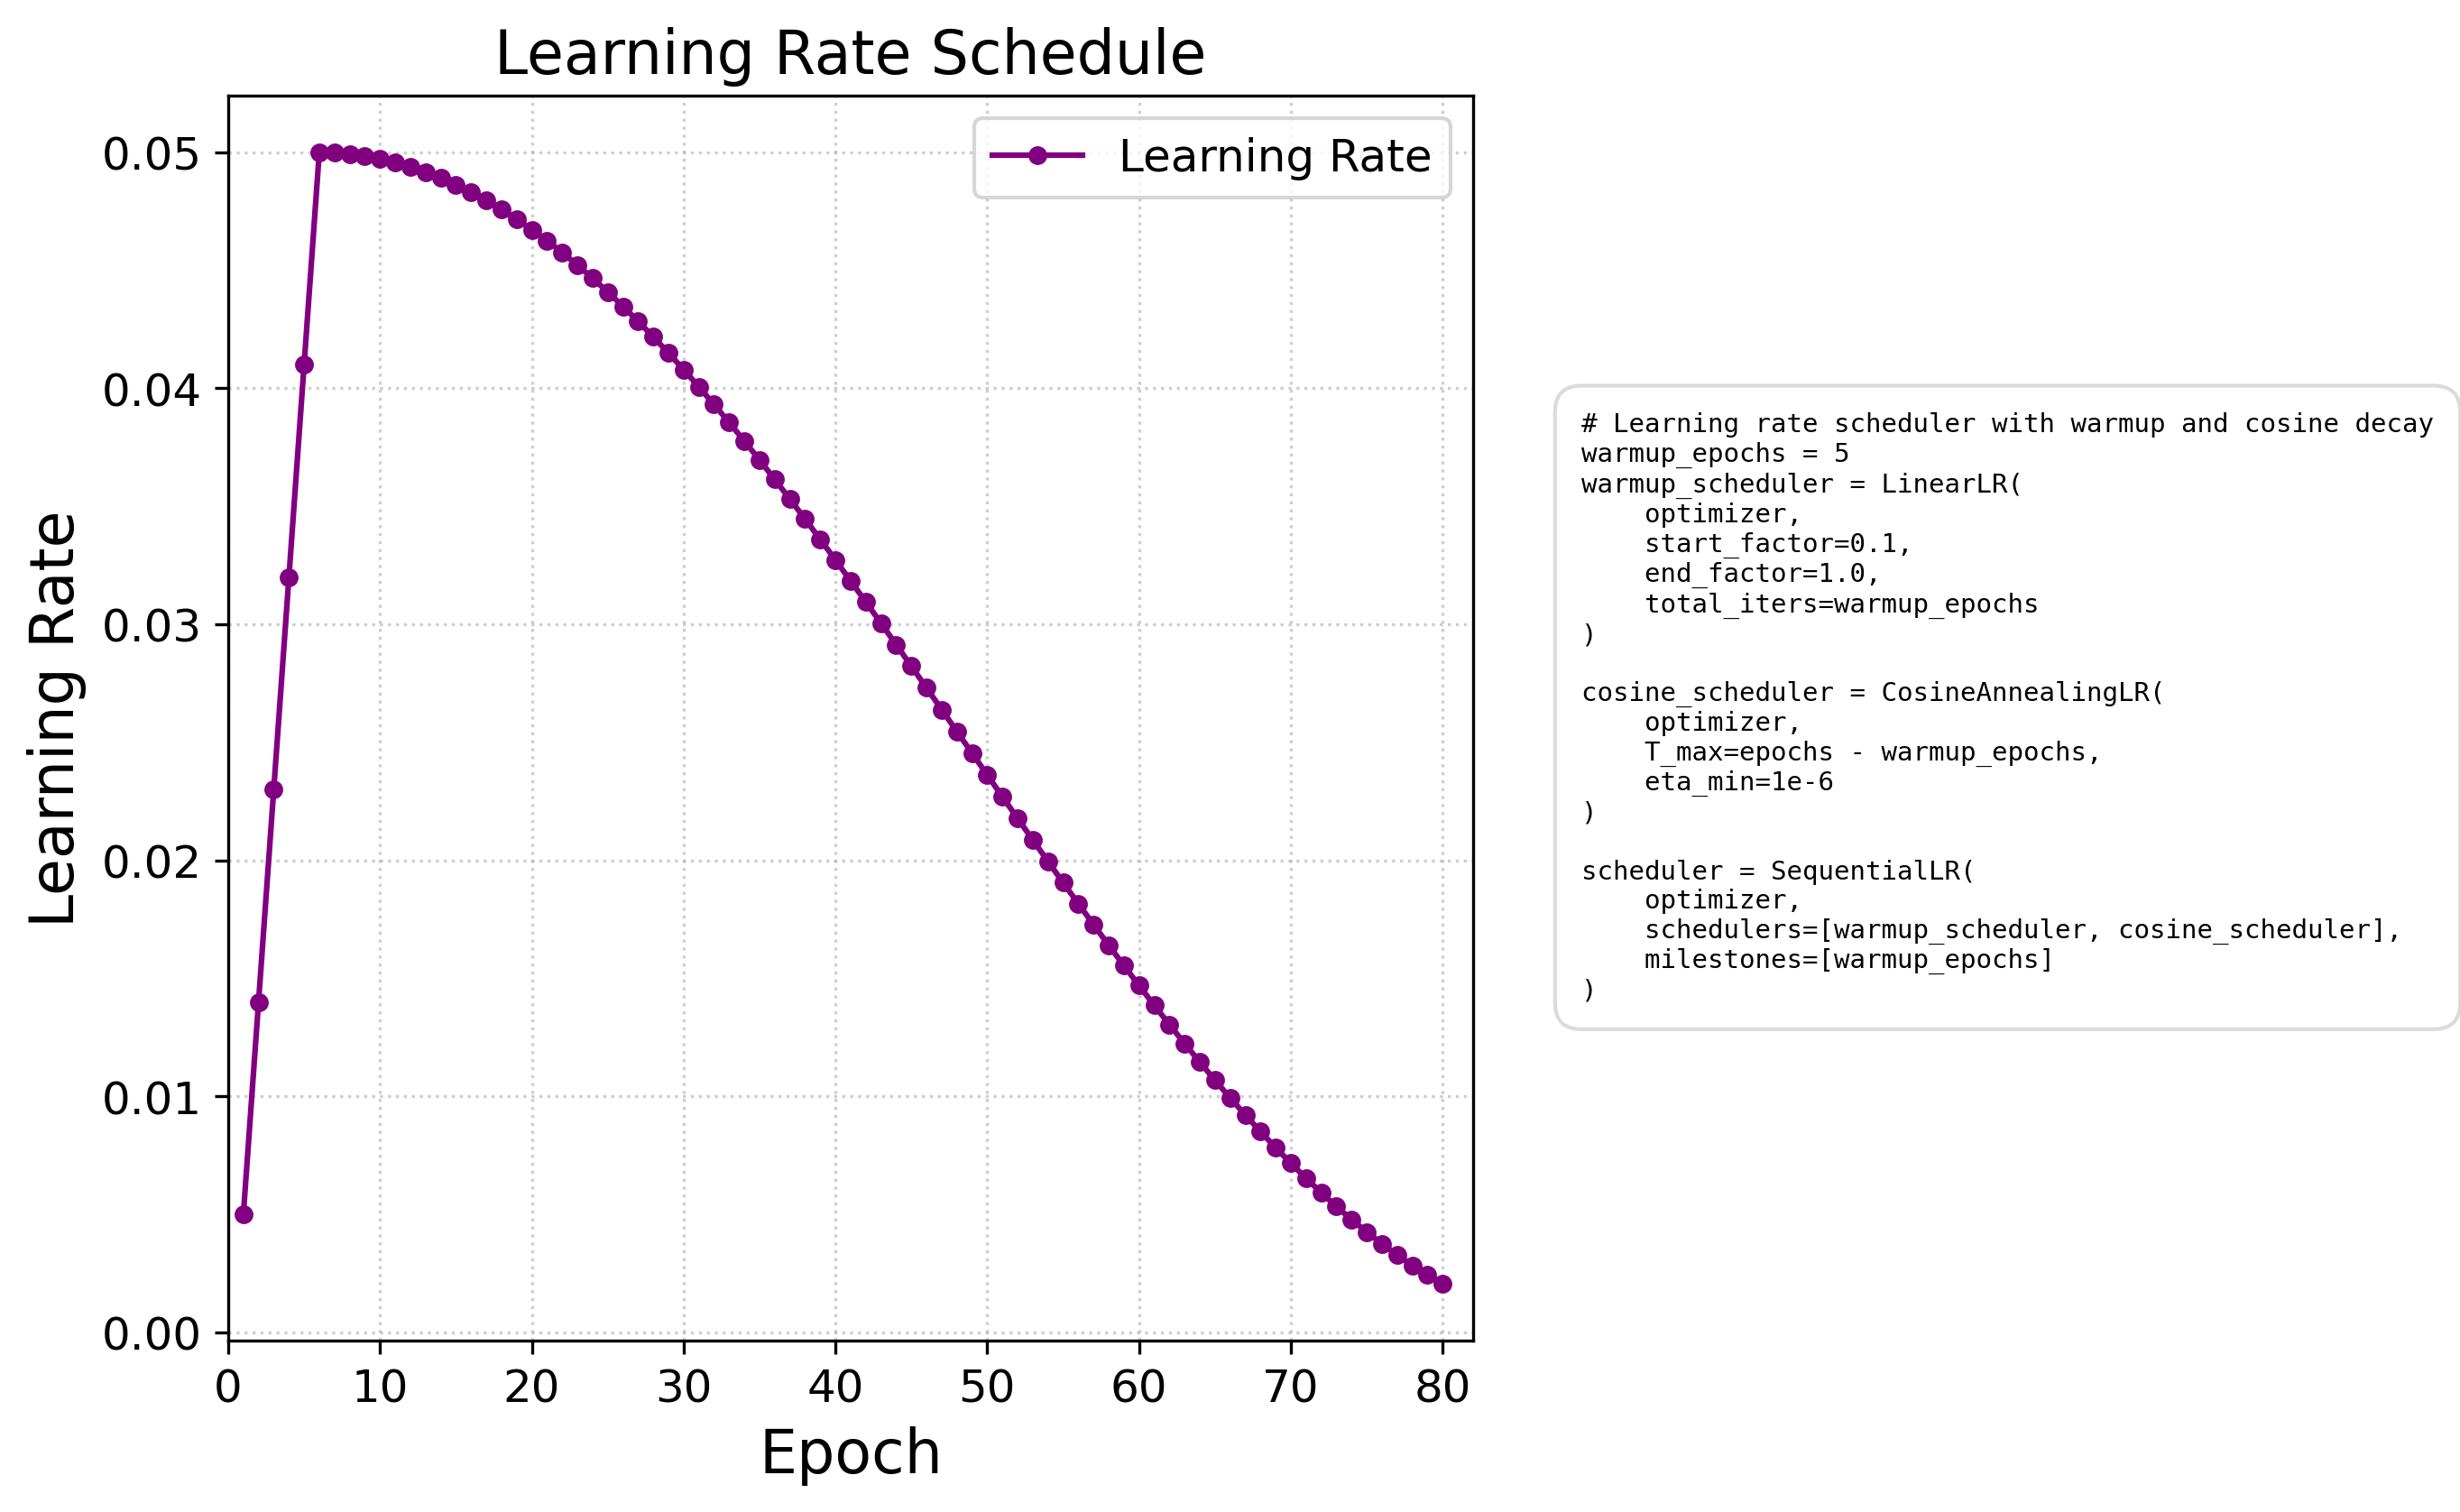 Learning Rate Schedule
Learning Rate
0.05
0.04
0.03
0.02
0.01
0.00
Learning Rate
0 10 20 30 40 50 60 70 80
Epoch
# Learning rate scheduler with warmup and cosine decay
warmup_epochs = 5
warmup_scheduler = LinearLR(
    optimizer,
    start_factor=0.1,
    end_factor=1.0,
    total_iters=warmup_epochs
)

cosine_scheduler = CosineAnnealingLR(
    optimizer,
    T_max=epochs - warmup_epochs,
    eta_min=1e-6
)

scheduler = SequentialLR(
    optimizer,
    schedulers=[warmup_scheduler, cosine_scheduler],
    milestones=[warmup_epochs]
)